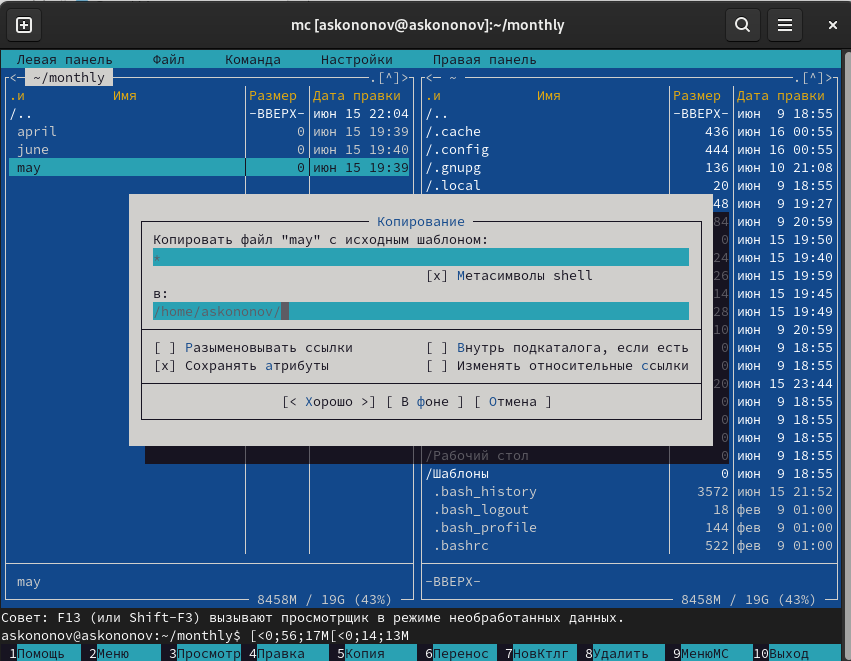 mc [askononov@askononov]:~/monthly
Левая панель Файл Команда Настройки Правая панель
<─ ~/monthly .[^]> <─ ~ .[^]>
.и Имя Размер Дата правки .и Имя Размер Дата правки
/.. -ВВЕРХ- июн 15 22:04 /.. -ВВЕРХ- июн 9 18:55
april 0 июн 15 19:39 /.cache 436 июн 16 00:55
june 0 июн 15 19:40 /.config 444 июн 16 00:55
may 0 июн 15 19:39 /.gnupg 136 июн 10 21:08
/.local 20 июн 9 18:55
48 июн 9 19:27
Копирование 84 июн 9 20:59
Копировать файл "may" с исходным шаблоном: 0 июн 15 19:50
* 24 июн 15 19:40
[x] Метасимволы shell 26 июн 15 19:59
в: 14 июн 15 19:45
/home/askononov/ 28 июн 15 19:49
10 июн 9 20:59
[ ] Разыменовывать ссылки [ ] Внутрь подкаталога, если есть 0 июн 9 18:55
[x] Сохранять атрибуты [ ] Изменять относительные ссылки 0 июн 9 18:55
20 июн 15 23:44
[< Хорошо >] [ В фоне ] [ Отмена ] 0 июн 9 18:55
0 июн 9 18:55
0 июн 9 18:55
/Рабочий стол 0 июн 9 18:55
/Шаблоны 0 июн 9 18:55
.bash_history 3572 июн 15 21:52
.bash_logout 18 фев 9 01:00
.bash_profile 144 фев 9 01:00
.bashrc 522 фев 9 01:00
may -ВВЕРХ-
8458M / 19G (43%) 8458M / 19G (43%)
Совет: F13 (или Shift-F3) вызывают просмотрщик в режиме необработанных данных.
askononov@askononov:~/monthly$ [<0;56;17M[<0;14;13M
1Помощь 2Меню 3Просмотр 4Правка 5Копия 6Перенос 7НовКтлг 8Удалить 9МенюМС 10Выход